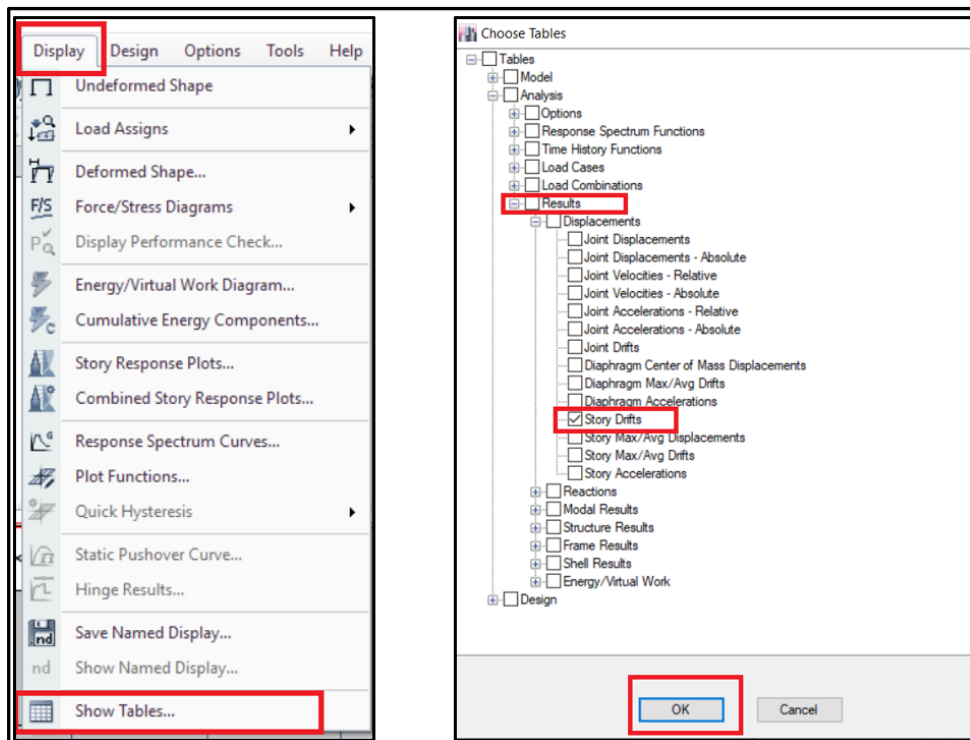 Display Design Options Tools Help
Undeformed Shape
Load Assigns
Deformed Shape...
F/S Force/Stress Diagrams
Display Performance Check...
Energy/Virtual Work Diagram...
Cumulative Energy Components...
Story Response Plots...
Combined Story Response Plots...
Response Spectrum Curves...
Plot Functions...
Quick Hysteresis
Static Pushover Curve...
Hinge Results...
.nd Save Named Display...
nd Show Named Display...
Show Tables...
Choose Tables
Tables
Model
Analysis
Options
Response Spectrum Functions
Time History Functions
Load Cases
Load Combinations
Results
Displacements
Joint Displacements
Joint Displacements - Absolute
Joint Velocities - Relative
Joint Velocities - Absolute
Joint Accelerations - Relative
Joint Accelerations - Absolute
Joint Drifts
Diaphragm Center of Mass Displacements
Diaphragm Max/Avg Drifts
Diaphragm Accelerations
Story Drifts
Story Max/Avg Displacements
Story Max/Avg Drifts
Story Accelerations
Reactions
Modal Results
Structure Results
Frame Results
Shell Results
Energy/Virtual Work
Design
OK Cancel